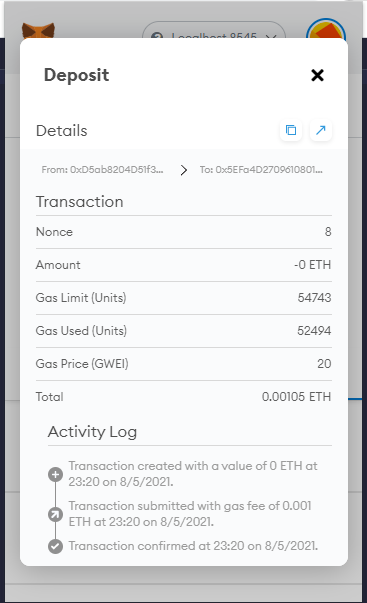 Localhost 8545
Deposit
Details
From: 0xD5ab8204D51f3...
To: 0x5EFa4D2709610801...
Transaction
Nonce 8
Amount -0 ETH
Gas Limit (Units) 54743
Gas Used (Units) 52494
Gas Price (GWEI) 20
Total 0.00105 ETH
Activity Log
Transaction created with a value of 0 ETH at
23:20 on 8/5/2021.
Transaction submitted with gas fee of 0.001
ETH at 23:20 on 8/5/2021.
Transaction confirmed at 23:20 on 8/5/2021.